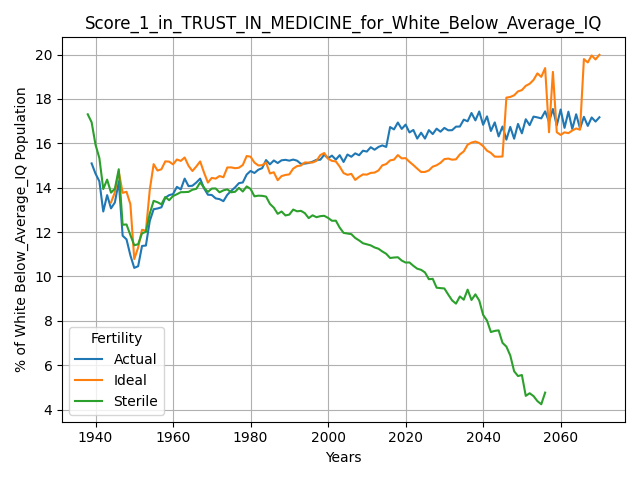 Score_1_in_TRUST_IN_MEDICINE_for_White_Below_Average_IQ
% of White Below_Average_IQ Population
20
18
16
14
12
10
8
6
4
Fertility
Actual
Ideal
Sterile
1940 1960 1980 2000 2020 2040 2060
Years